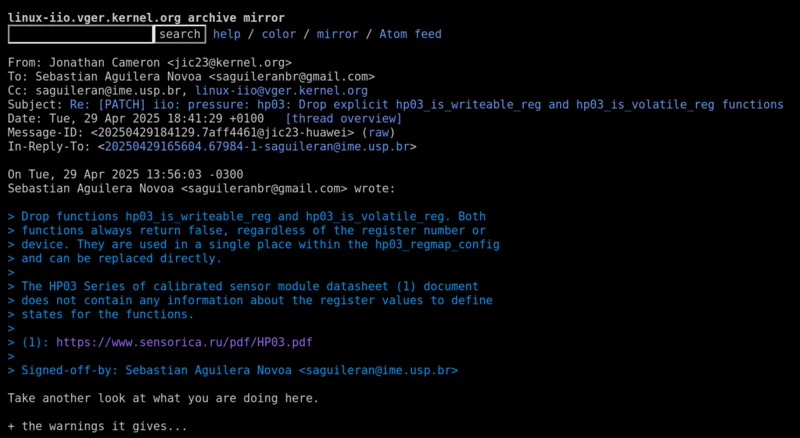 linux-iio.vger.kernel.org archive mirror
search help / color / mirror / Atom feed
From: Jonathan Cameron <jic23@kernel.org>
To: Sebastian Aguilera Novoa <saguileranbr@gmail.com>
Cc: saguileran@ime.usp.br, linux-iio@vger.kernel.org
Subject: Re: [PATCH] iio: pressure: hp03: Drop explicit hp03_is_writeable_reg and hp03_is_volatile_reg functions
Date: Tue, 29 Apr 2025 18:41:29 +0100 [thread overview]
Message-ID: <20250429184129.7aff4461@jic23-huawei> (raw)
In-Reply-To: <20250429165604.67984-1-saguileran@ime.usp.br>
On Tue, 29 Apr 2025 13:56:03 -0300
Sebastian Aguilera Novoa <saguileranbr@gmail.com> wrote:
> Drop functions hp03_is_writeable_reg and hp03_is_volatile_reg. Both
> functions always return false, regardless of the register number or
> device. They are used in a single place within the hp03_regmap_config
> and can be replaced directly.
>
> The HP03 Series of calibrated sensor module datasheet (1) document
> does not contain any information about the register values to define
> states for the functions.
>
> (1): https://www.sensorica.ru/pdf/HP03.pdf
>
> Signed-off-by: Sebastian Aguilera Novoa <saguileran@ime.usp.br>
Take another look at what you are doing here.
+ the warnings it gives...